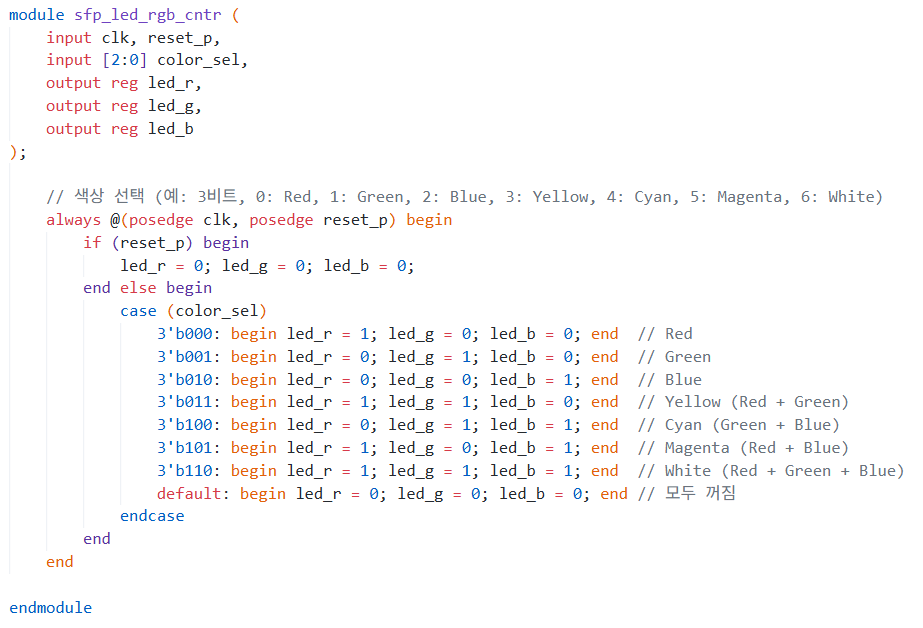 module sfp_led_rgb_cntr (
    input clk, reset_p,
    input [2:0] color_sel,
    output reg led_r,
    output reg led_g,
    output reg led_b
);

    // 색상 선택 (예: 3비트, 0: Red, 1: Green, 2: Blue, 3: Yellow, 4: Cyan, 5: Magenta, 6: White)
    always @(posedge clk, posedge reset_p) begin
        if (reset_p) begin
            led_r = 0; led_g = 0; led_b = 0;
        end else begin
            case (color_sel)
                3'b000: begin led_r = 1; led_g = 0; led_b = 0; end  // Red
                3'b001: begin led_r = 0; led_g = 1; led_b = 0; end  // Green
                3'b010: begin led_r = 0; led_g = 0; led_b = 1; end  // Blue
                3'b011: begin led_r = 1; led_g = 1; led_b = 0; end  // Yellow (Red + Green)
                3'b100: begin led_r = 0; led_g = 1; led_b = 1; end  // Cyan (Green + Blue)
                3'b101: begin led_r = 1; led_g = 0; led_b = 1; end  // Magenta (Red + Blue)
                3'b110: begin led_r = 1; led_g = 1; led_b = 1; end  // White (Red + Green + Blue)
                default: begin led_r = 0; led_g = 0; led_b = 0; end // 모두 꺼짐
            endcase
        end
    end

endmodule